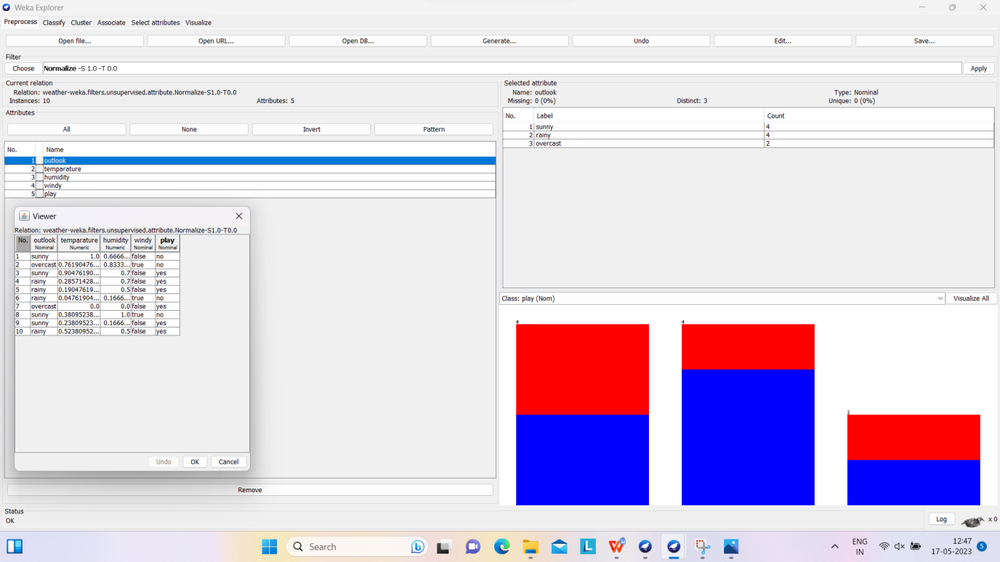 Weka Explorer
Preprocess Classify Cluster Associate Select attributes Visualize
Open file... Open URL... Open DB... Generate... Undo Edit... Save...
Filter
Choose Normalize -S 1.0 -T 0.0 Apply
Current relation
Relation: weather-weka.filters.unsupervised.attribute.Normalize-S1.0-T0.0
Instances: 10 Attributes: 5
Attributes
All None Invert Pattern
No. Name
1 outlook
2 temparature
3 humidity
4 windy
5 play
Viewer
Relation: weather-weka.filters.unsupervised.attribute.Normalize-S1.0-T0.0
No. outlook temparature humidity windy play
Nominal Numeric Numeric Nominal Nominal
1 sunny 1.0 0.6666... false no
2 overcast 0.76190476... 0.8333... true no
3 sunny 0.90476190... 0.7 false yes
4 rainy 0.28571428... 0.7 false yes
5 rainy 0.19047619... 0.5 false yes
6 rainy 0.04761904... 0.1666... true no
7 overcast 0.0 0.0 false yes
8 sunny 0.38095238... 1.0 true no
9 sunny 0.23809523... 0.1666... false yes
10 rainy 0.52380952... 0.5 false yes
Undo OK Cancel
Remove
Selected attribute
Name: outlook Type: Nominal
Missing: 0 (0%) Distinct: 3 Unique: 0 (0%)
No. Label Count
1 sunny 4
2 rainy 4
3 overcast 2
Class: play (Nom) Visualize All
4 4 2
Status
OK
Log x 0
Search
ENG
IN
12:47
17-05-2023
5